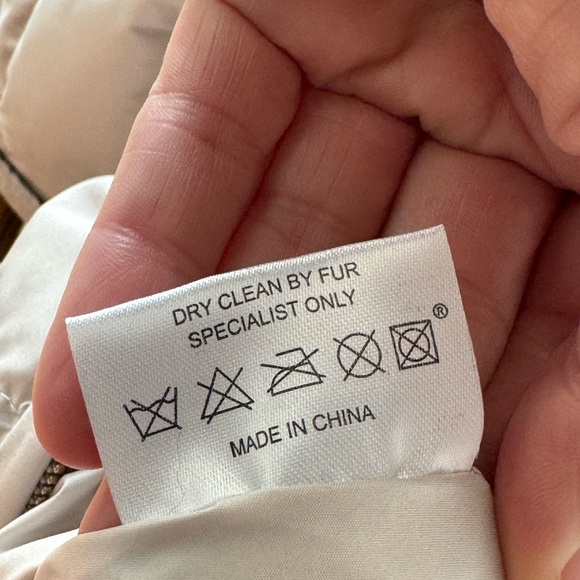 DRY CLEAN BY FUR
SPECIALIST ONLY
®
MADE IN CHINA